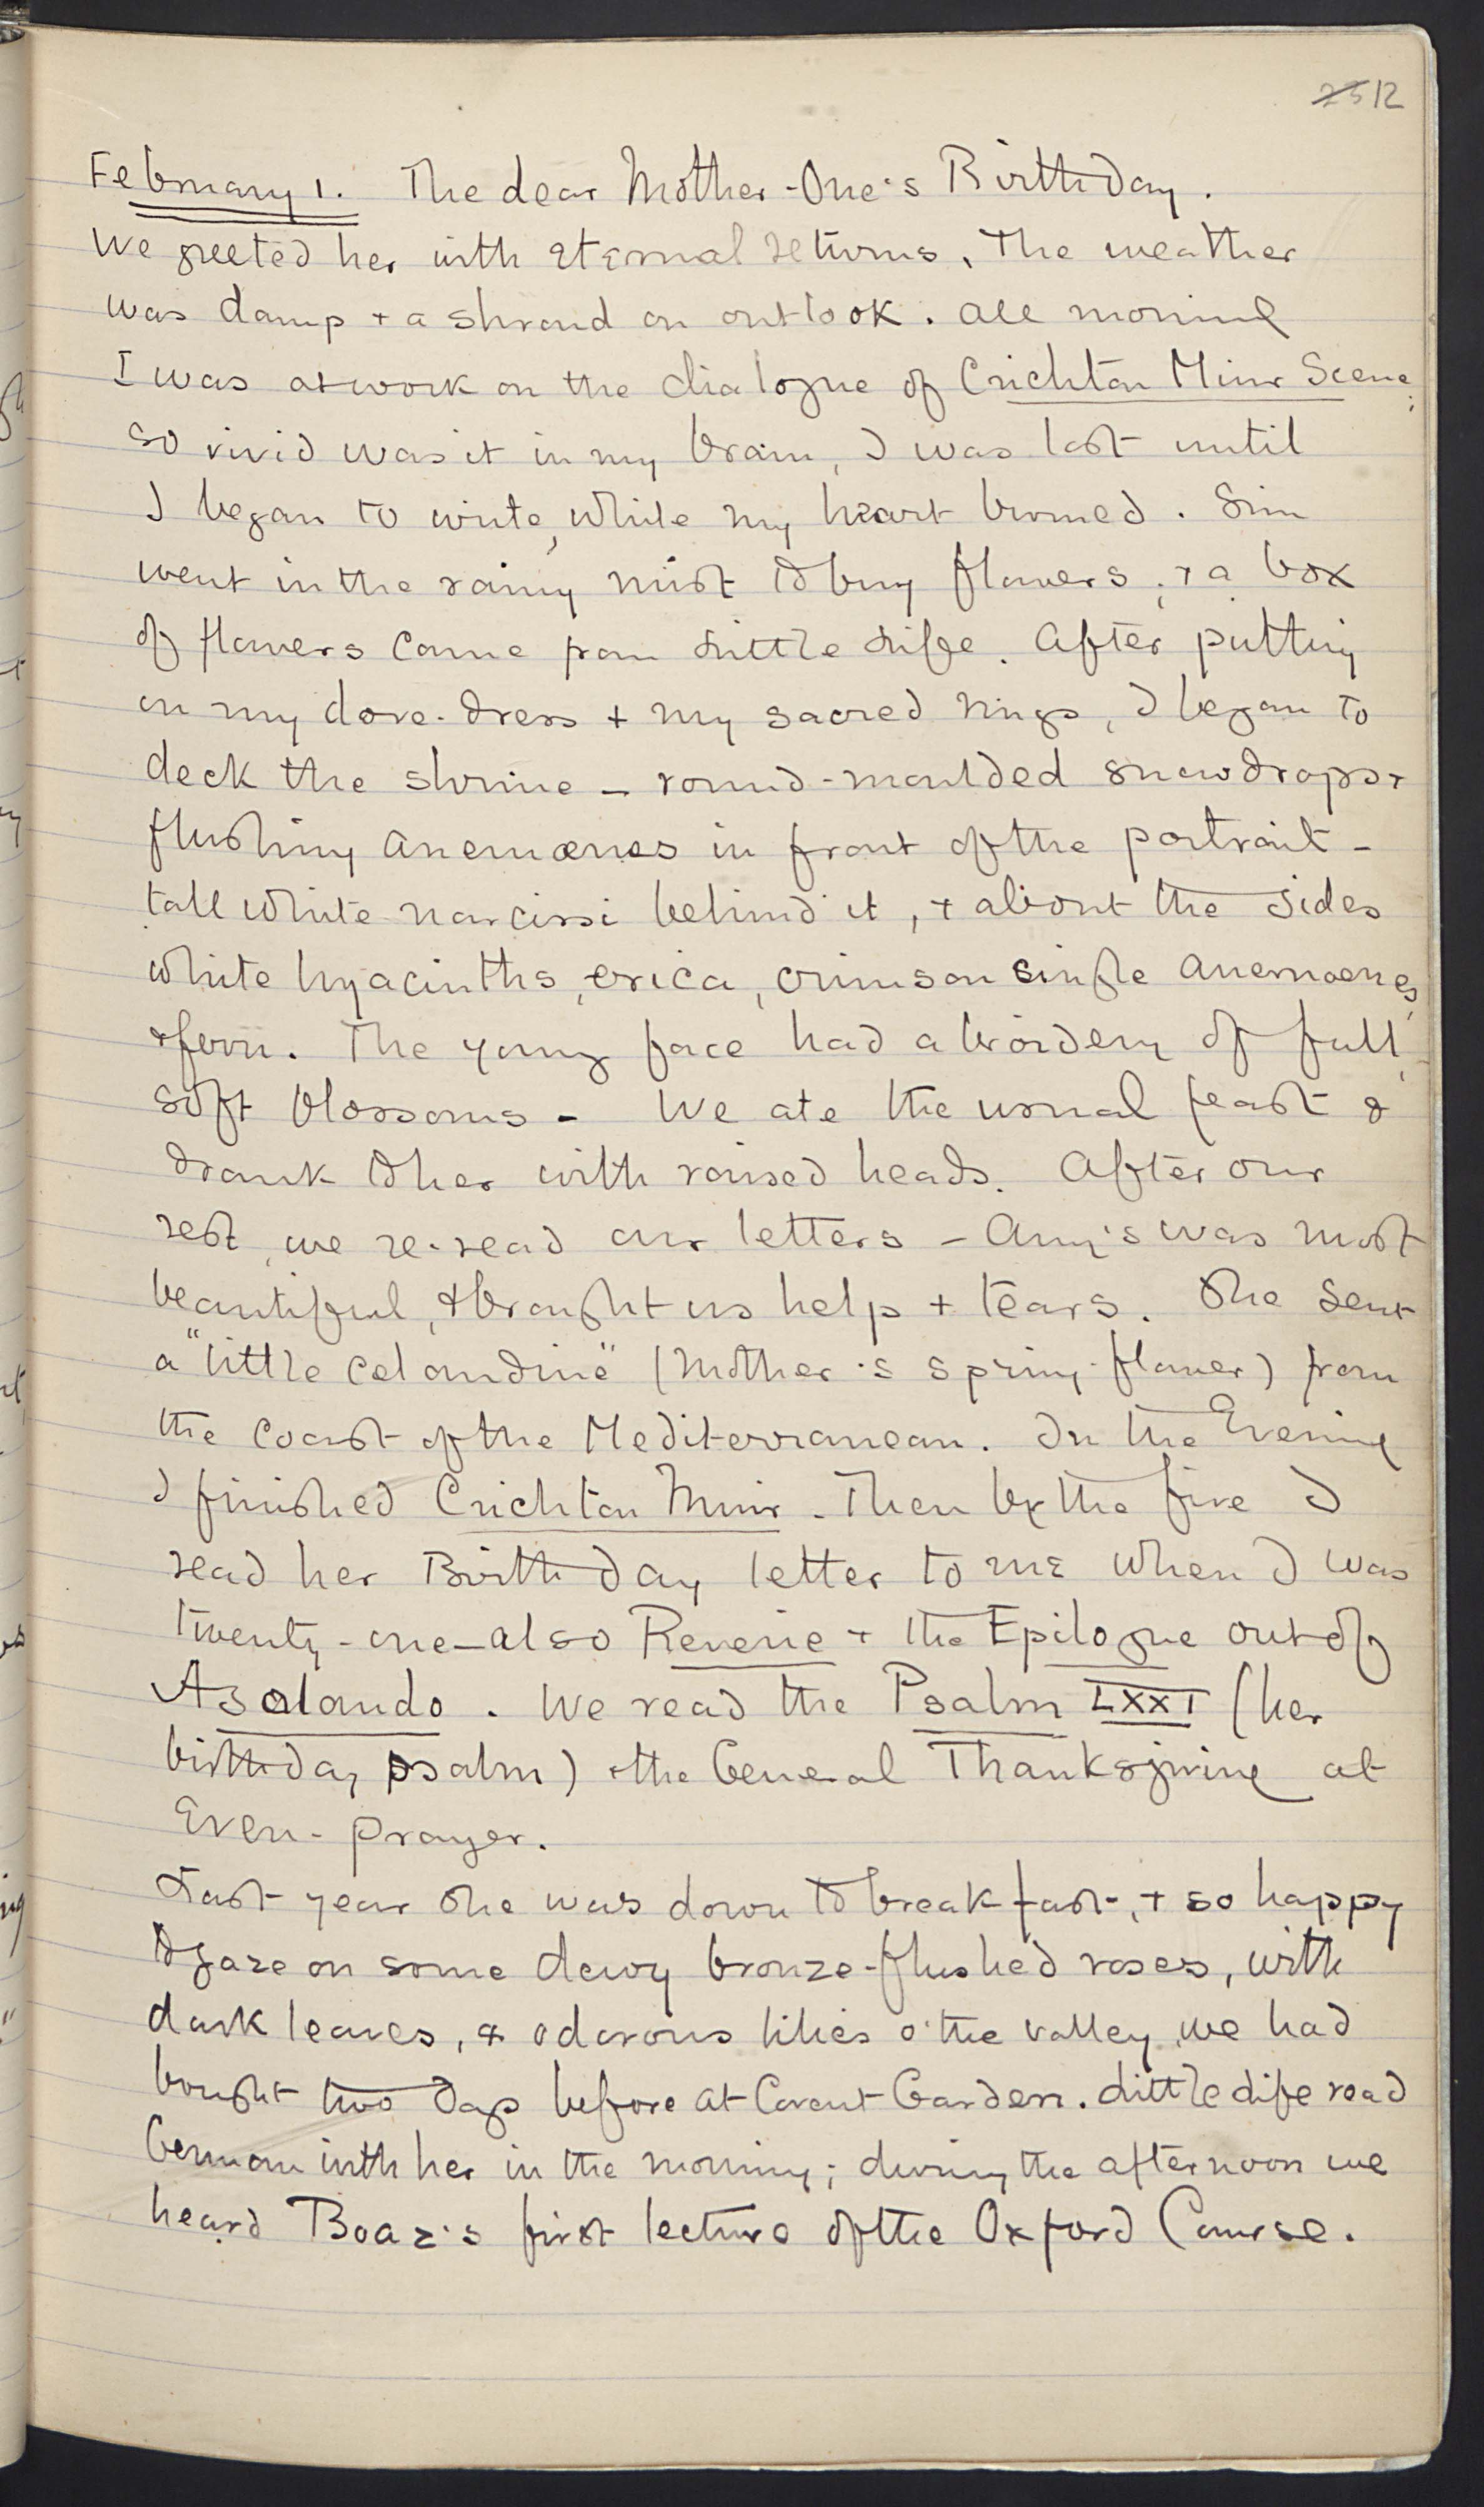 25 12
February 1. The dear Mother-One's Birthday.
We greeted her with eternal returns. The weather
was damp + a shroud on outlook. All morning
I was at work on the dialogue of Crichton Muir Scene;
so vivid was it in my brain, I was lost until
I began to write, while my heart burned. Sim
went in the rainy mist to buy flowers, + a box
of flowers came from Little Life. After putting
on my dove-dress + my sacred rings, I began to
deck the shrine — round-moulded snowdrops +
flushing anemones in front of the portrait -
tall white narcissi behind it, + about the sides
white hyacinths, erica, crimson single anemones,
& fern. The young face had a bordery of full,
soft blossoms - We ate the usual feast &
drank to her with raised heads. After our
rest, we re-read our letters - Amy's was most
beautiful, & brought us help + tears. She sent
a "little celandine" (Mother's spring-flower) from
the coast of the Mediterranean. In the Evening
I finished Crichton Muir. Then by the fire I
read her Birthday letter to me when I was
twenty-one — also Reverie + the Epilogue out of
Asolando. We read the Psalm LXXI (her
birthday psalm) & the General Thanksgiving at
Even-prayer.
Last year she was down to breakfast, + so happy
to gaze on some dewy bronze-flushed roses, with
dark leaves, & odorous lilies o' the valley, we had
bought two days before at Covent Garden. Little Life read
German with her in the morning; during the afternoon we
heard Boaz's first lecture of the Oxford Course.